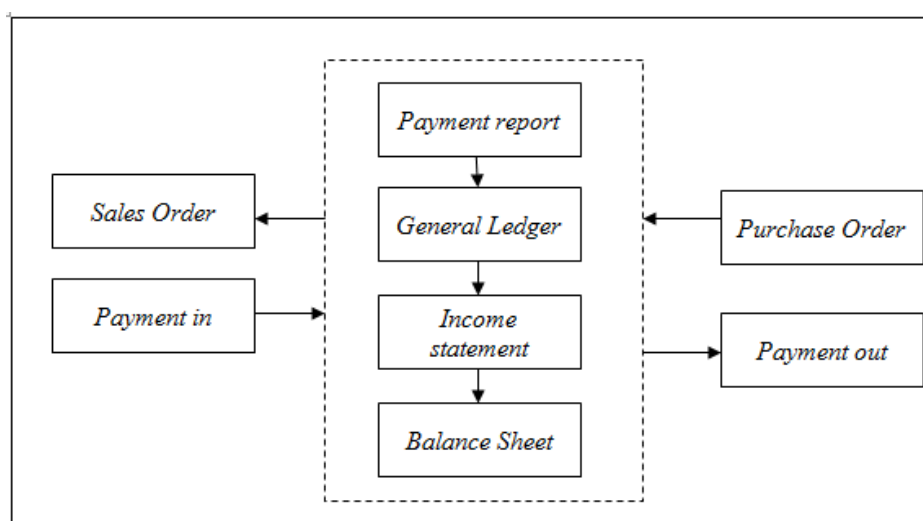 Payment report
Sales Order
General Ledger
Purchase Order
Payment in
Income
statement
Payment out
Balance Sheet